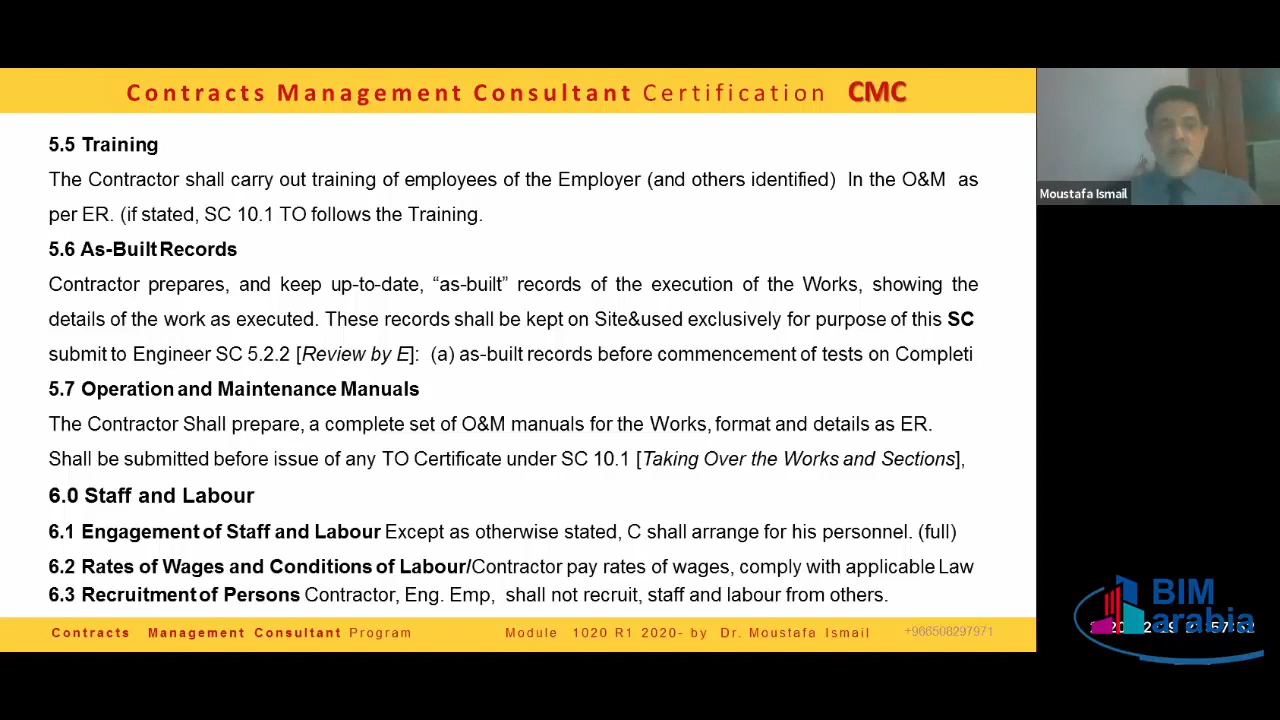 Contracts Management Consultant Certification CMC
5.5 Training
The Contractor shall carry out training of employees of the Employer (and others identified) In the O&M as
per ER. (if stated, SC 10.1 TO follows the Training.
5.6 As-Built Records
Contractor prepares, and keep up-to-date, “as-built” records of the execution of the Works, showing the
details of the work as executed. These records shall be kept on Site&used exclusively for purpose of this SC
submit to Engineer SC 5.2.2 [Review by E]: (a) as-built records before commencement of tests on Completi
5.7 Operation and Maintenance Manuals
The Contractor Shall prepare, a complete set of O&M manuals for the Works, format and details as ER.
Shall be submitted before issue of any TO Certificate under SC 10.1 [Taking Over the Works and Sections],
6.0 Staff and Labour
6.1 Engagement of Staff and Labour Except as otherwise stated, C shall arrange for his personnel. (full)
6.2 Rates of Wages and Conditions of Labour/Contractor pay rates of wages, comply with applicable Law
6.3 Recruitment of Persons Contractor, Eng. Emp, shall not recruit, staff and labour from others.
Contracts Management Consultant Program Module 1020 R1 2020- by Dr. Moustafa Ismail +966508297971
Moustafa Ismail
BIM
arabia